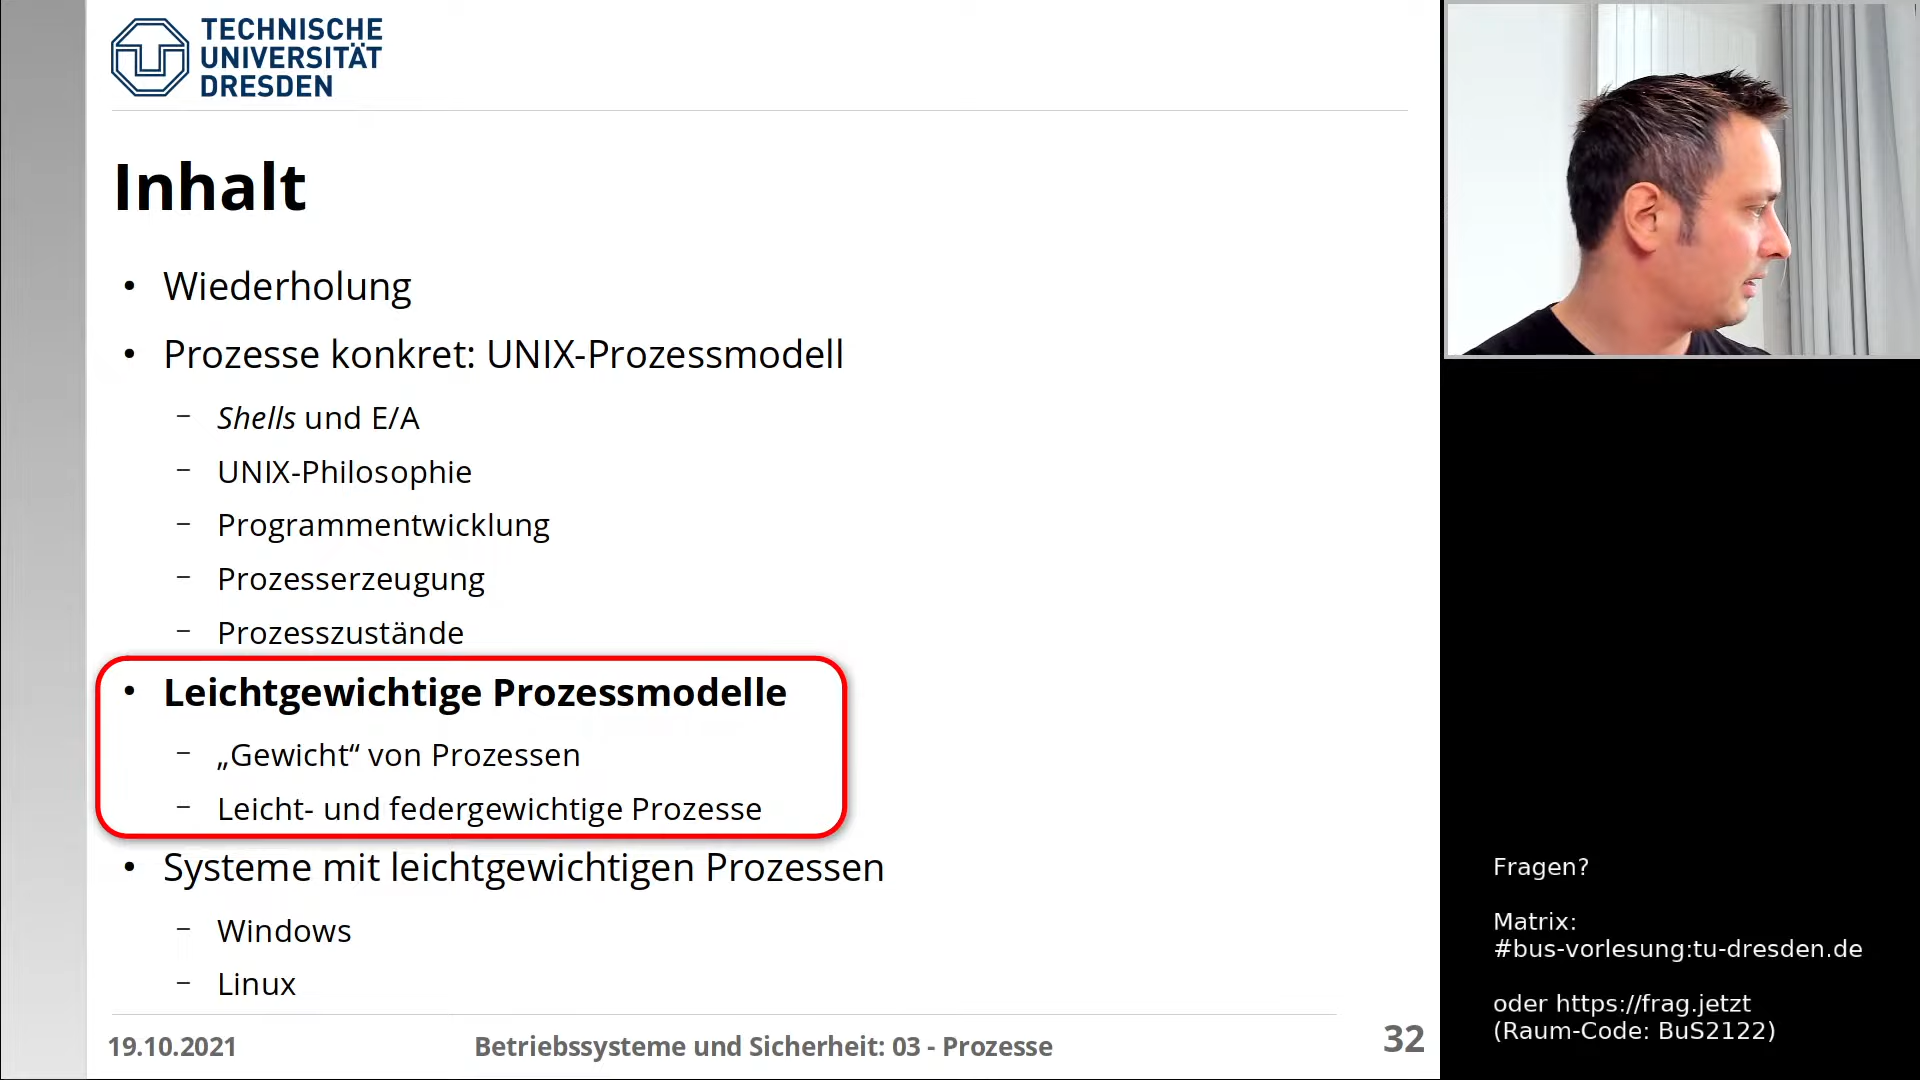 TECHNISCHE
UNIVERSITÄT
DRESDEN
Inhalt
• Wiederholung
• Prozesse konkret: UNIX-Prozessmodell
– Shells und E/A
– UNIX-Philosophie
– Programmentwicklung
– Prozesserzeugung
– Prozesszustände
• Leichtgewichtige Prozessmodelle
– „Gewicht“ von Prozessen
– Leicht- und federgewichtige Prozesse
• Systeme mit leichtgewichtigen Prozessen
– Windows
– Linux
19.10.2021
Betriebssysteme und Sicherheit: 03 - Prozesse
32
Fragen?
Matrix:
#bus-vorlesung:tu-dresden.de
oder https://frag.jetzt
(Raum-Code: BuS2122)